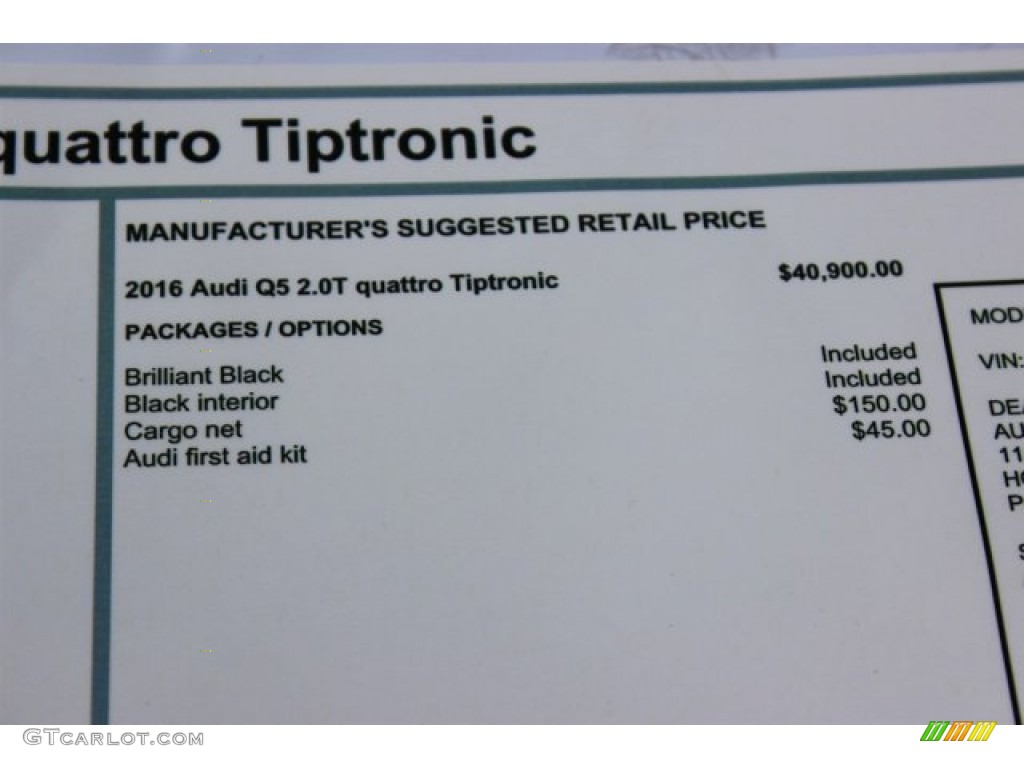 quattro Tiptronic
MANUFACTURER'S SUGGESTED RETAIL PRICE
2016 Audi Q5 2.0T quattro Tiptronic $40,900.00
PACKAGES / OPTIONS
Brilliant Black Included
Black interior Included
Cargo net $150.00
Audi first aid kit $45.00
MOD
VIN:
DEA
AU
11
HO
P
S
GTCARLOT.COM